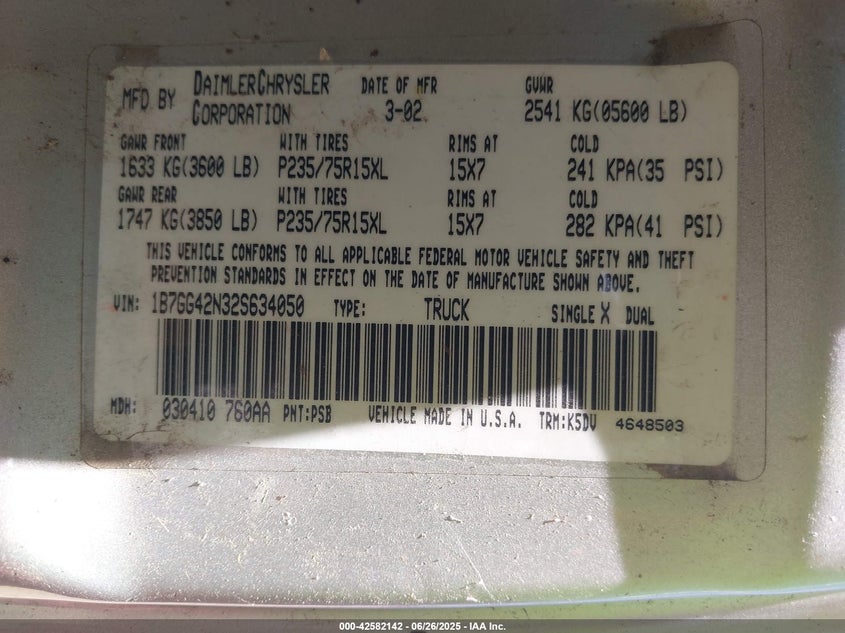 MFD BY DAIMLERCHRYSLER CORPORATION DATE OF MFR 3-02 GVWR 2541 KG(05600 LB)
GAWR FRONT WITH TIRES RIMS AT COLD
1633 KG(3600 LB) P235/75R15XL 15X7 241 KPA(35 PSI)
GAWR REAR WITH TIRES RIMS AT COLD
1747 KG(3850 LB) P235/75R15XL 15X7 282 KPA(41 PSI)
THIS VEHICLE CONFORMS TO ALL APPLICABLE FEDERAL MOTOR VEHICLE SAFETY AND THEFT
PREVENTION STANDARDS IN EFFECT ON THE DATE OF MANUFACTURE SHOWN ABOVE.
VIN: 1B7GG42N32S634050 TYPE: TRUCK SINGLE X DUAL
MDH: 030410 760AA PNT:PSB VEHICLE MADE IN U.S.A. TRM:K5DV 4648503
000-42582142 - 06/26/2025 - IAA Inc.